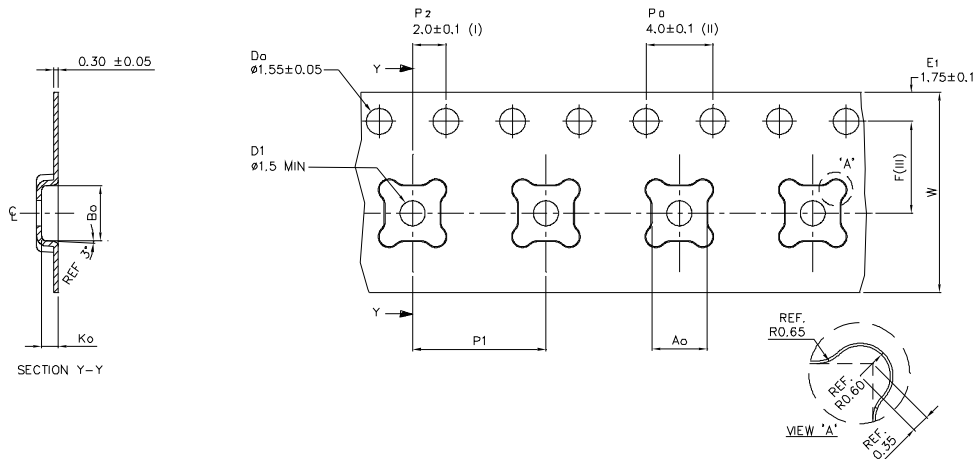 P2
2.0±0.1 (I)
Po
4.0±0.1 (II)
0.30 ±0.05
Do
ø1.55±0.05
Y
E1
1.75±0.1
D1
ø1.5 MIN
"A"
F(III)
W
℄
Bo
REF 3°
Ko
SECTION Y-Y
Y
P1
Ao
REF.
R0.65
REF.
R0.60
REF.
0.35
VIEW "A"